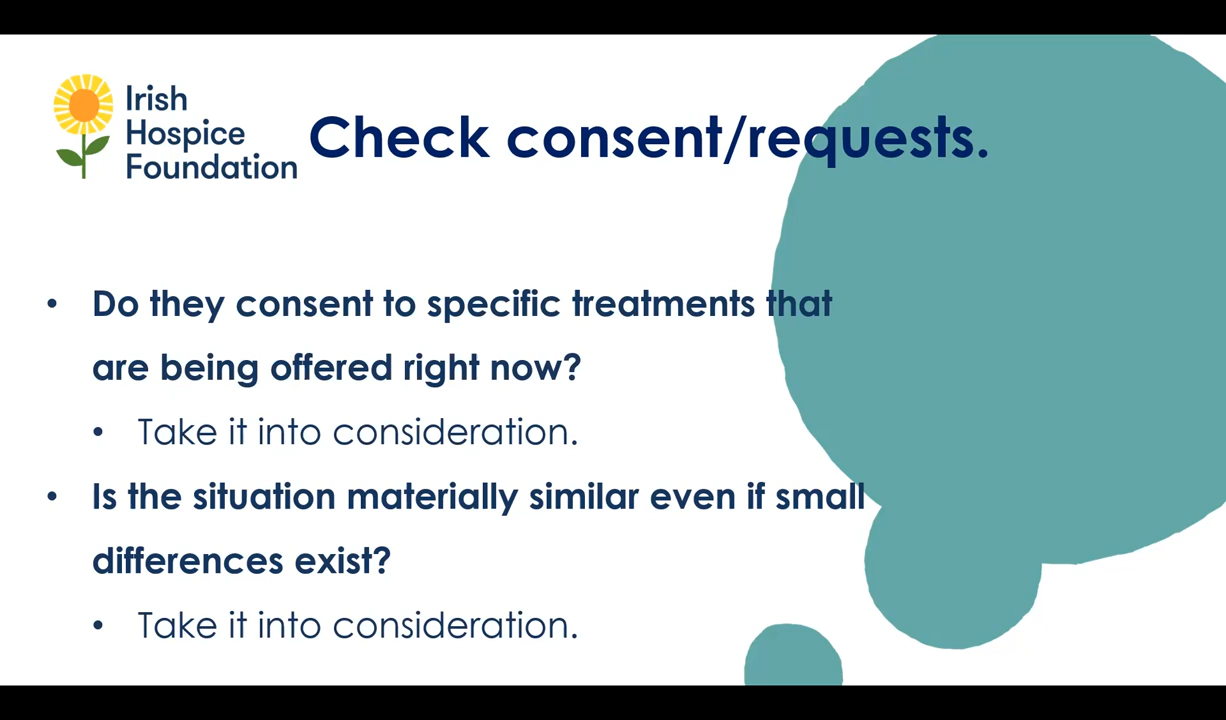 Irish
Hospice
Foundation
Check consent/requests.
• Do they consent to specific treatments that
are being offered right now?
• Take it into consideration.
• Is the situation materially similar even if small
differences exist?
• Take it into consideration.